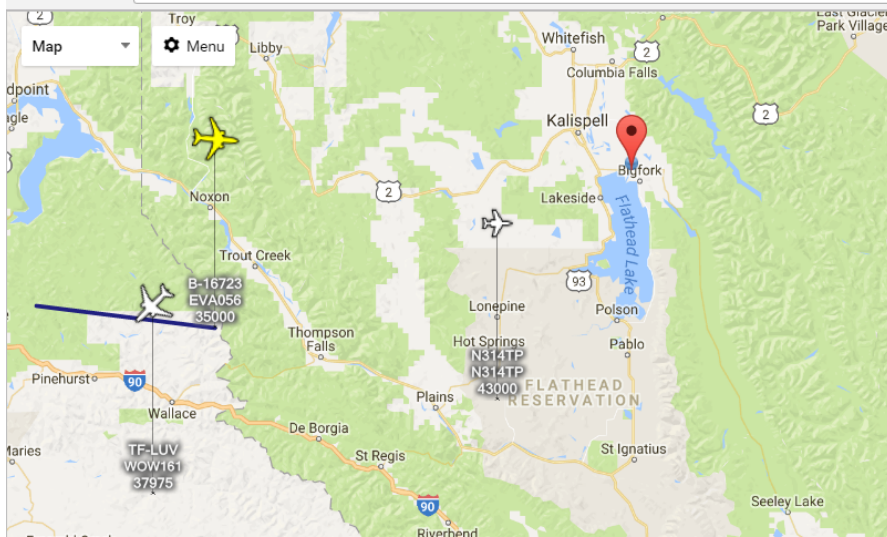 2
Troy
East Glacier
Park Village
Map
Menu
Libby
Whitefish
2
Columbia Falls
dpoint
gle
2
Kalispell
Bigfork
2
Noxon
Lakeside
Flathead Lake
Trout Creek
93
B-16723
EVA056
35000
Lonepine
Polson
Thompson
Falls
Hot Springs
Pablo
N314TP
N314TP
43000
FLATHEAD
RESERVATION
Pinehurst
90
Wallace
Plains
De Borgia
Maries
TF-LUV
WOW161
37975
St Regis
St Ignatius
90
Seeley Lake
Riverbend